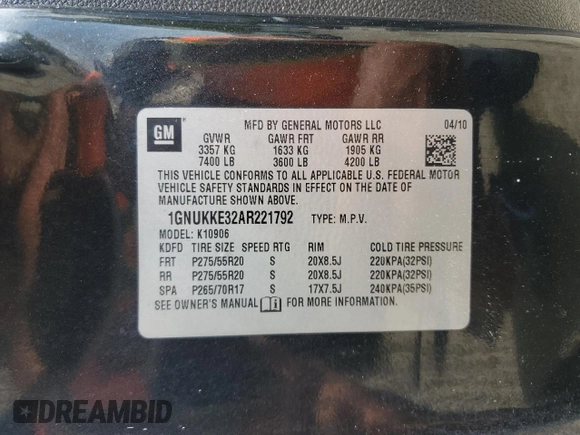 GM
MFD BY GENERAL MOTORS LLC 04/10
GVWR GAWR FRT GAWR RR
3357 KG 1633 KG 1905 KG
7400 LB 3600 LB 4200 LB
THIS VEHICLE CONFORMS TO ALL APPLICABLE U.S. FEDERAL MOTOR
VEHICLE SAFETY STANDARDS IN EFFECT ON THE DATE OF
MANUFACTURE SHOWN ABOVE.
1GNUKKE32AR221792 TYPE: M.P.V.
MODEL: K10906
KDFD TIRE SIZE SPEED RTG RIM COLD TIRE PRESSURE
FRT P275/55R20 S 20X8.5J 220KPA(32PSI)
RR P275/55R20 S 20X8.5J 220KPA(32PSI)
SPA P265/70R17 S 17X7.5J 240KPA(35PSI)
SEE OWNER'S MANUAL FOR MORE INFORMATION
DREAMBID